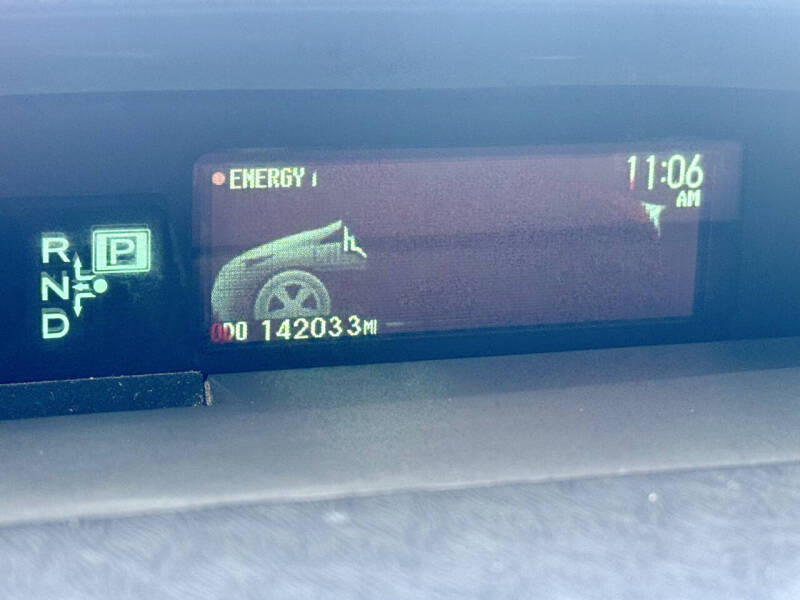 ENERGY
11:06
AM
R P
N
D
ODO 142033 MI